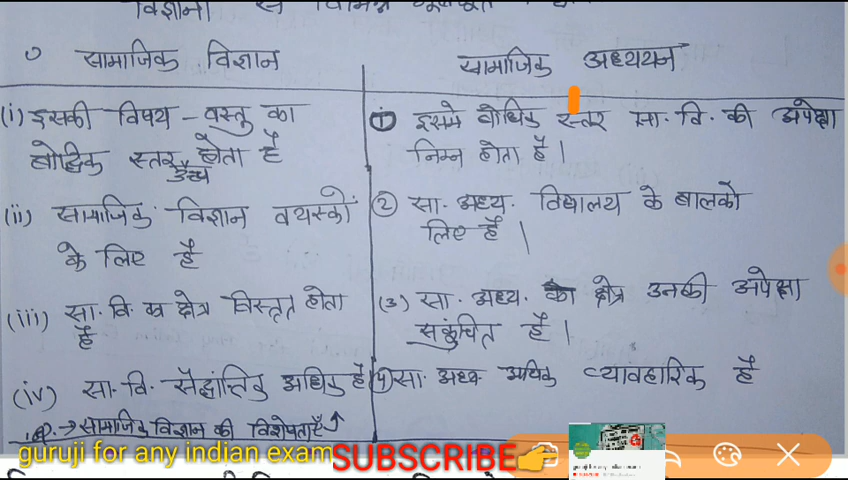 विज्ञानों से विभिन्न
सामाजिक विज्ञान
सामाजिक अध्ययन
(i) इसकी विषय - वस्तु का
बौद्धिक स्तर होता है
उच्च
(ii) सामाजिक विज्ञान वयस्कों
के लिए है
(iii) सा. वि. का क्षेत्र विस्तृत होता
है
(iv) सा. वि. सैद्धांतिक अधिक है
→ सामाजिक विज्ञान की विशेषताएँ
① इसमे बौधिक स्तर सा. वि. की अपेक्षा
निम्न होता है।
② सा. अध्य. विद्यालय के बालको
लिए है |
(3) सा. अध्य. का क्षेत्र उनकी अपेक्षा
संकुचित है |
(4) सा. अध्य. अधिक व्यावहारिक है
guruji for any indian exam
SUBSCRIBE